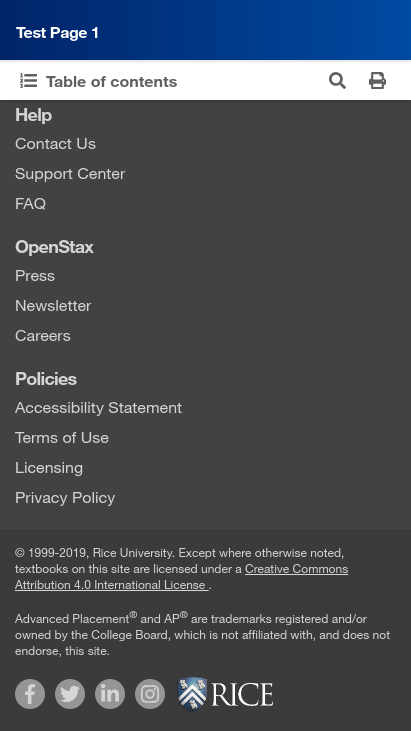 Test Page 1
Table of contents
Help
Contact Us
Support Center
FAQ
OpenStax
Press
Newsletter
Careers
Policies
Accessibility Statement
Terms of Use
Licensing
Privacy Policy
© 1999-2019, Rice University. Except where otherwise noted,
textbooks on this site are licensed under a Creative Commons
Attribution 4.0 International License .
Advanced Placement® and AP® are trademarks registered and/or
owned by the College Board, which is not affiliated with, and does not
endorse, this site.
RICE